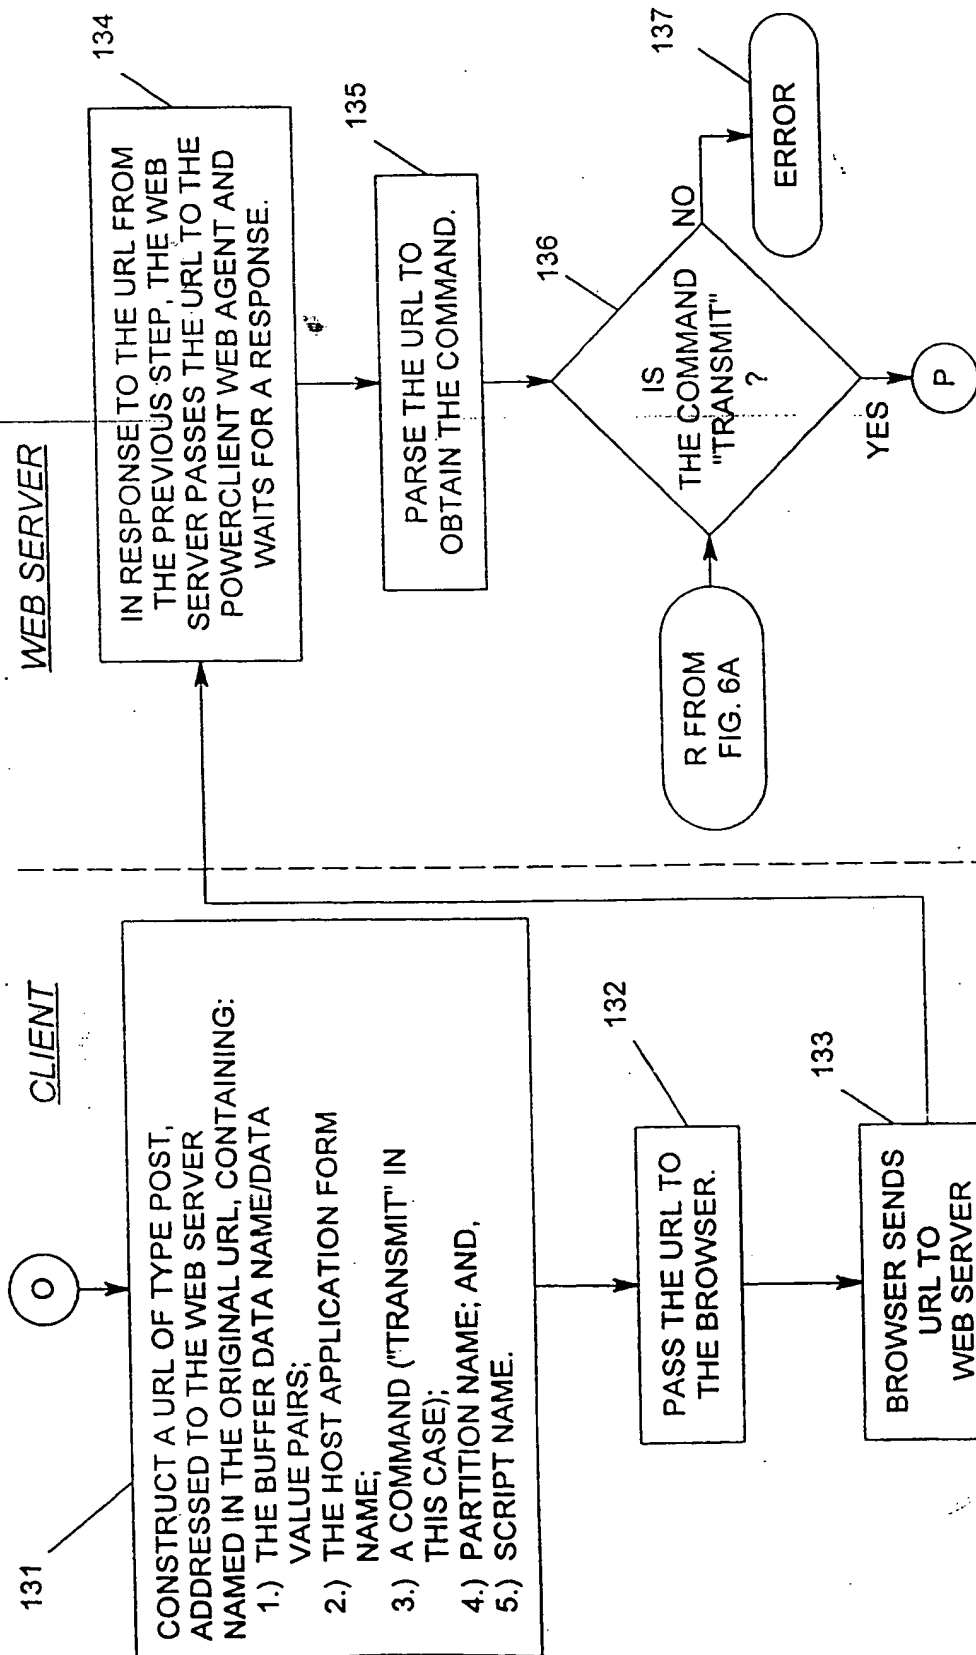 CLIENT
O
131
CONSTRUCT A URL OF TYPE POST,
ADDRESSED TO THE WEB SERVER
NAMED IN THE ORIGINAL URL, CONTAINING:
1.) THE BUFFER DATA NAME/DATA
VALUE PAIRS;
2.) THE HOST APPLICATION FORM
NAME;
3.) A COMMAND ("TRANSMIT" IN
THIS CASE);
4.) PARTITION NAME; AND,
5.) SCRIPT NAME.
132
PASS THE URL TO
THE BROWSER.
133
BROWSER SENDS
URL TO
WEB SERVER
WEB SERVER
134
IN RESPONSE TO THE URL FROM
THE PREVIOUS STEP, THE WEB
SERVER PASSES THE URL TO THE
POWERCLIENT WEB AGENT AND
WAITS FOR A RESPONSE.
135
PARSE THE URL TO
OBTAIN THE COMMAND.
136
IS
THE COMMAND
"TRANSMIT"
?
NO
137
ERROR
R FROM
FIG. 6A
YES
P